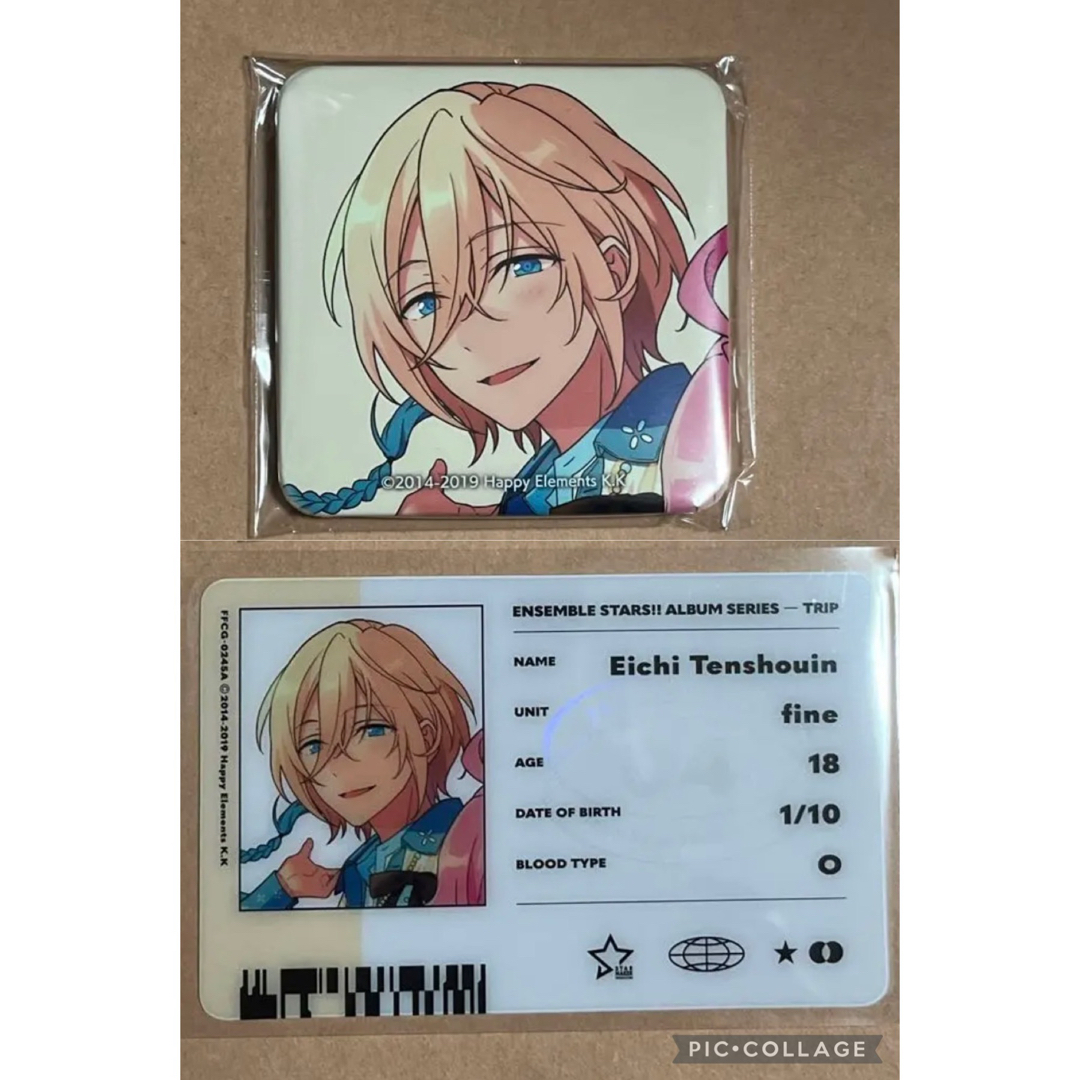 ©2014-2019 Happy Elements K.K
FFCG-0245A ©2014-2019 Happy Elements K.K
ENSEMBLE STARS!! ALBUM SERIES — TRIP
NAME Eichi Tenshouin
UNIT fine
AGE 18
DATE OF BIRTH 1/10
BLOOD TYPE O
STAR
PIC•COLLAGE